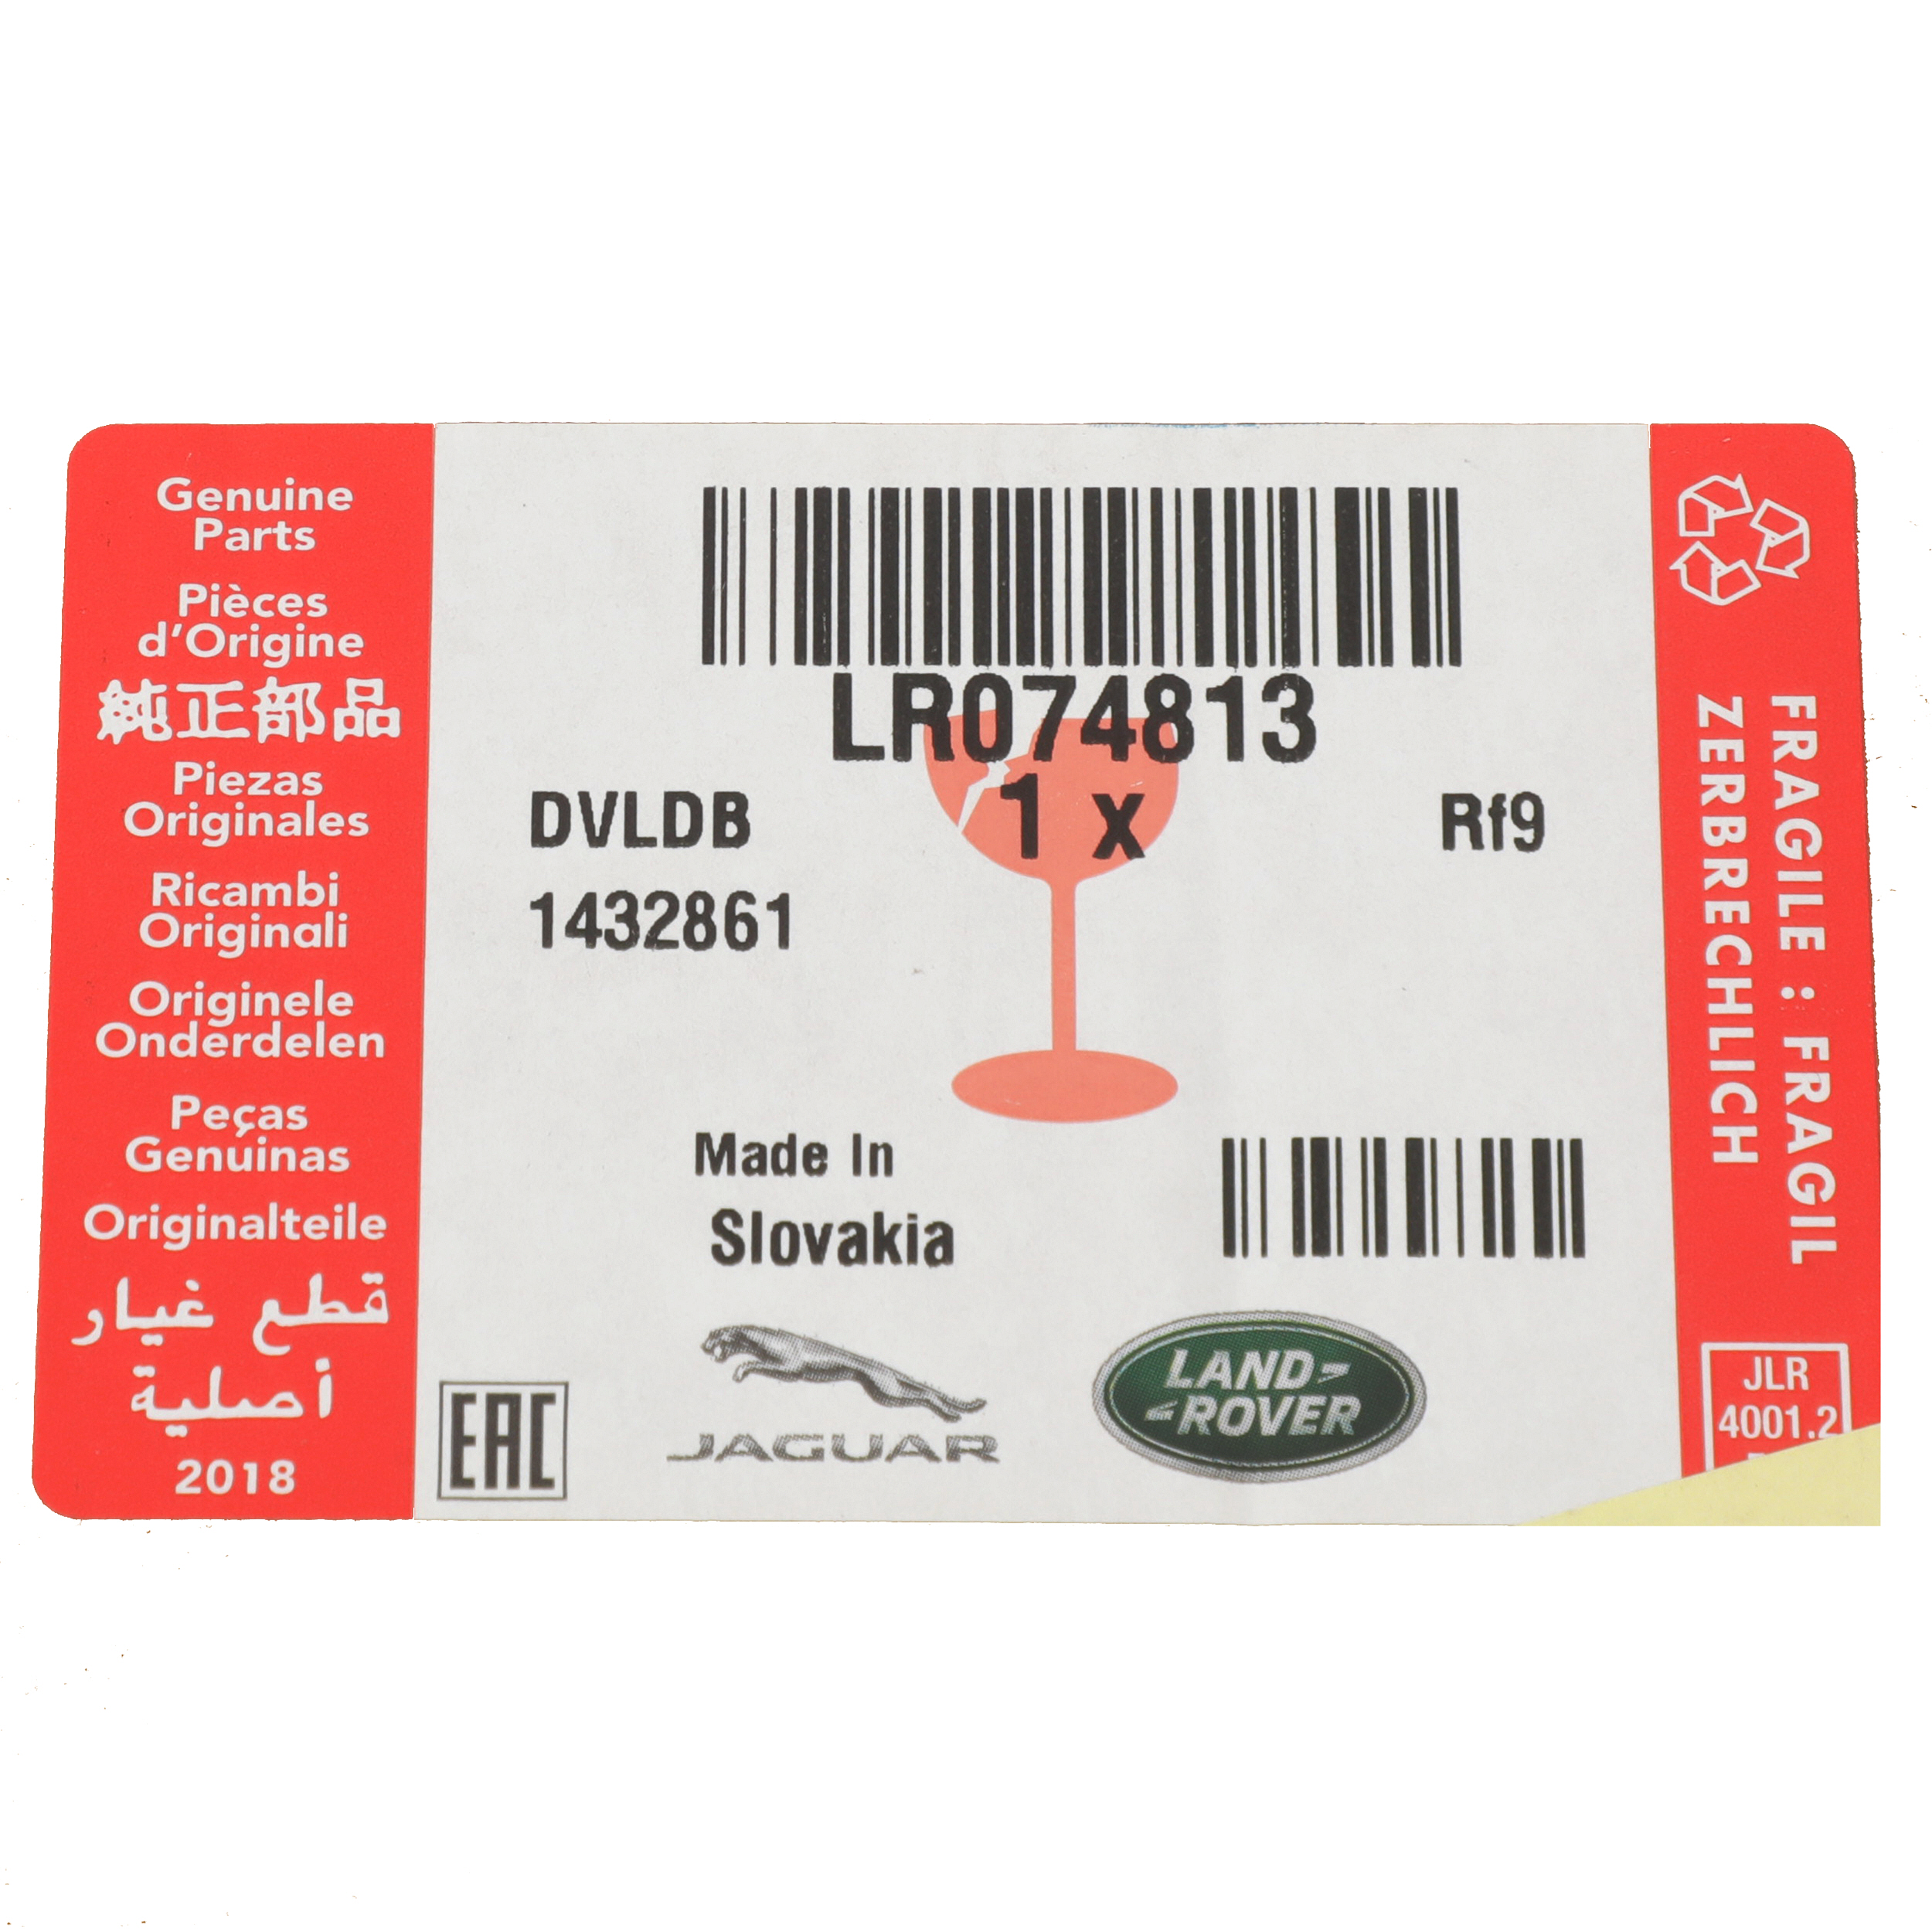 Genuine
Parts
Pièces
d'Origine
純正部品
Piezas
Originales
Ricambi
Originali
Originele
Onderdelen
Peças
Genuinas
Originalteile
قطع غيار
أصلية
2018
LR074813
DVLDB 1 x Rf9
1432861
Made In
Slovakia
EAC
JAGUAR
LAND
ROVER
FRAGILE : FRAGIL
ZERBRECHLICH
JLR
4001.2